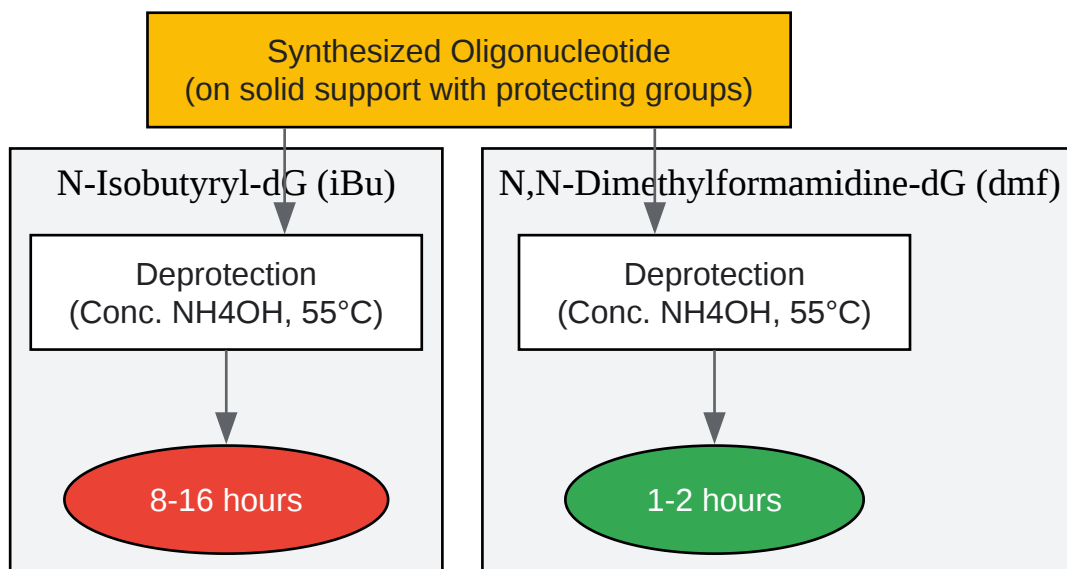 Synthesized Oligonucleotide
(on solid support with protecting groups)
N-Isobutyryl-dG (iBu)
Deprotection
(Conc. NH4OH, 55°C)
8-16 hours
N,N-Dimethylformamidine-dG (dmf)
Deprotection
(Conc. NH4OH, 55°C)
1-2 hours